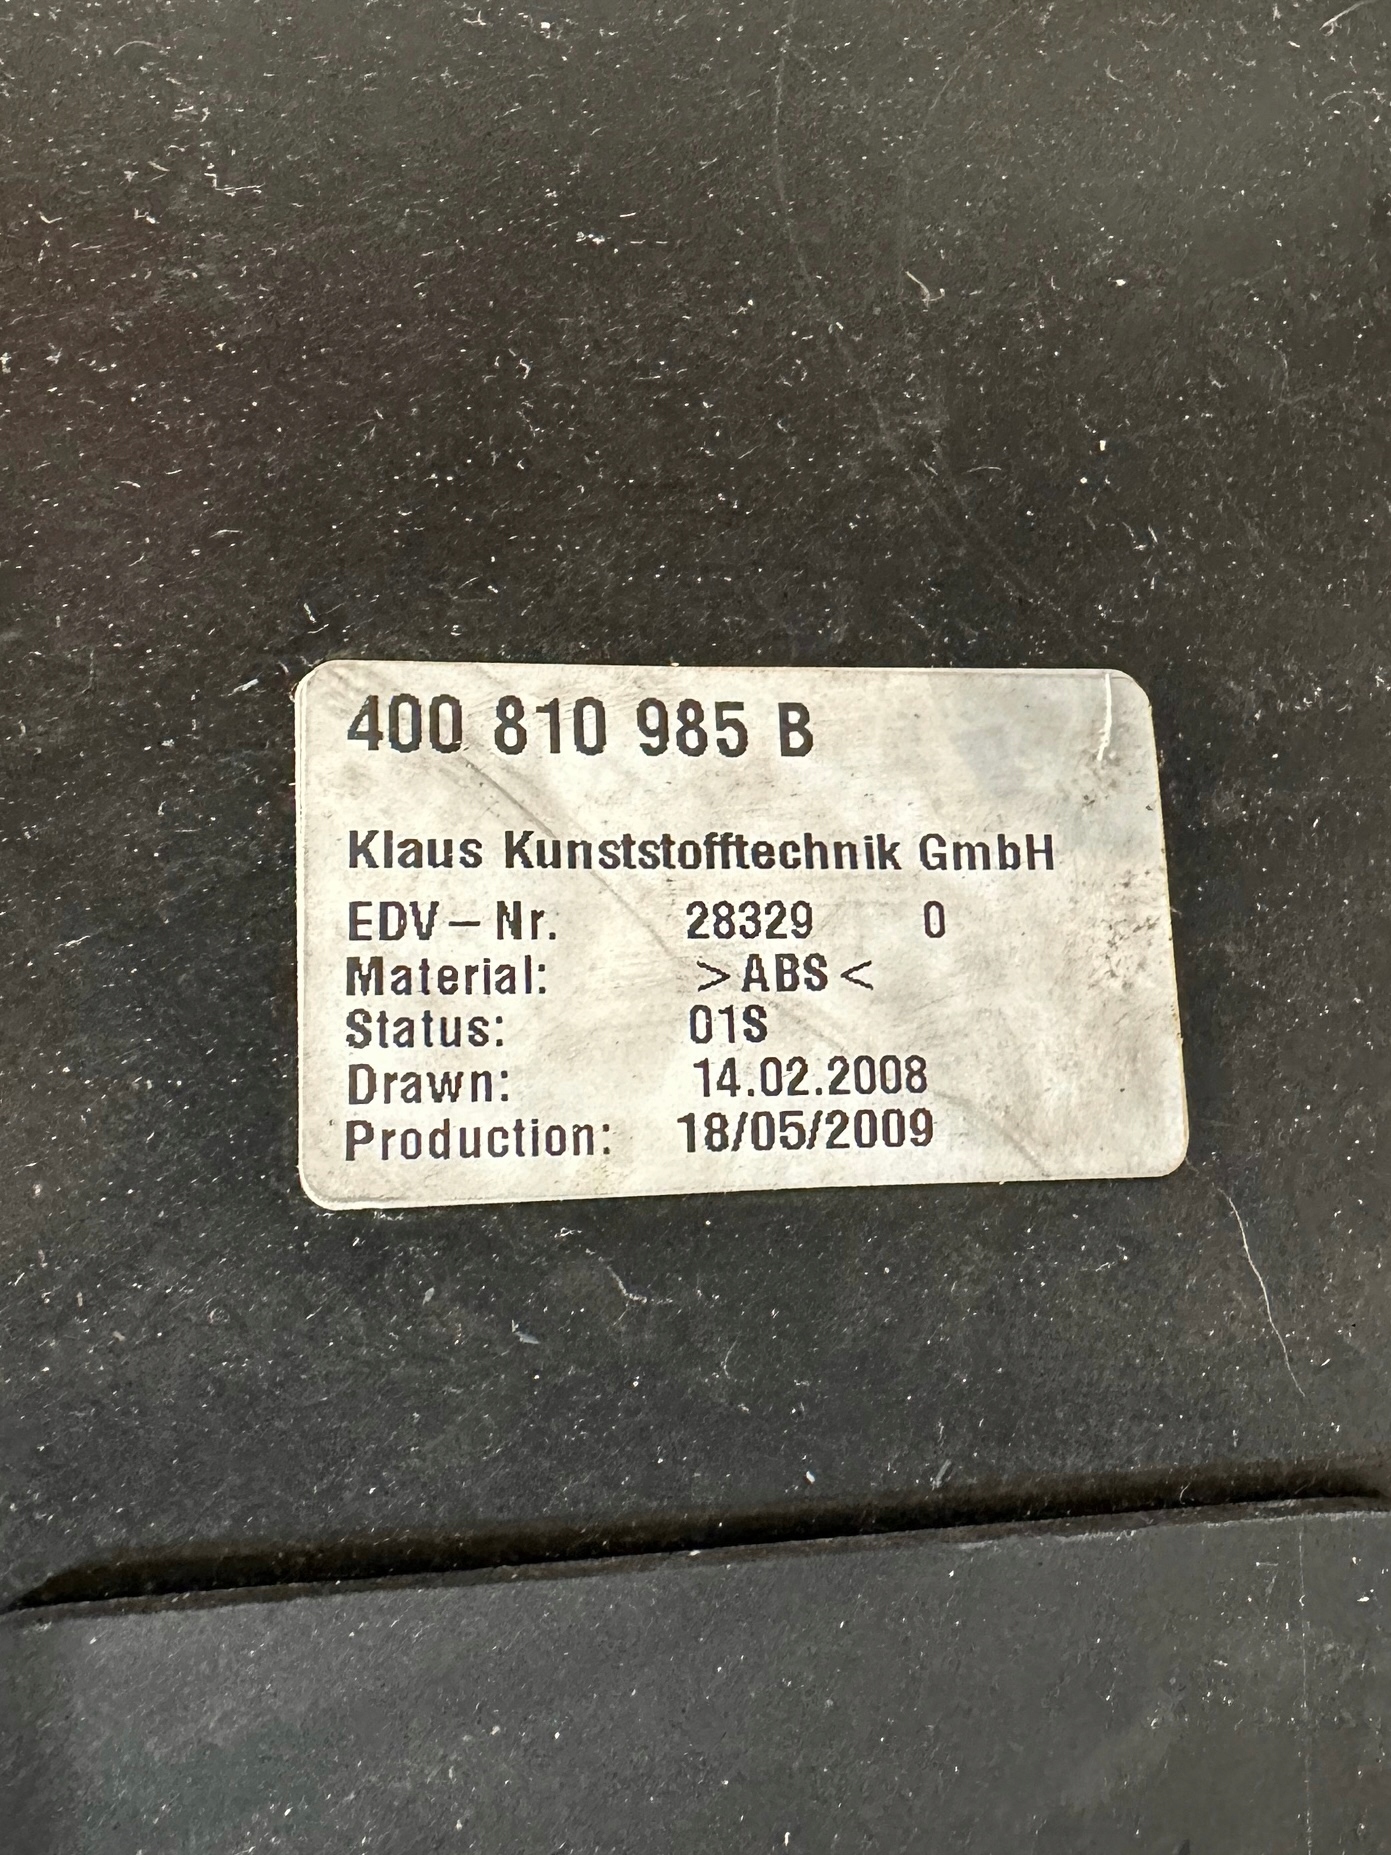 400 810 985 B
Klaus Kunststofftechnik GmbH
EDV-Nr. 28329 0
Material: >ABS<
Status: 01S
Drawn: 14.02.2008
Production: 18/05/2009